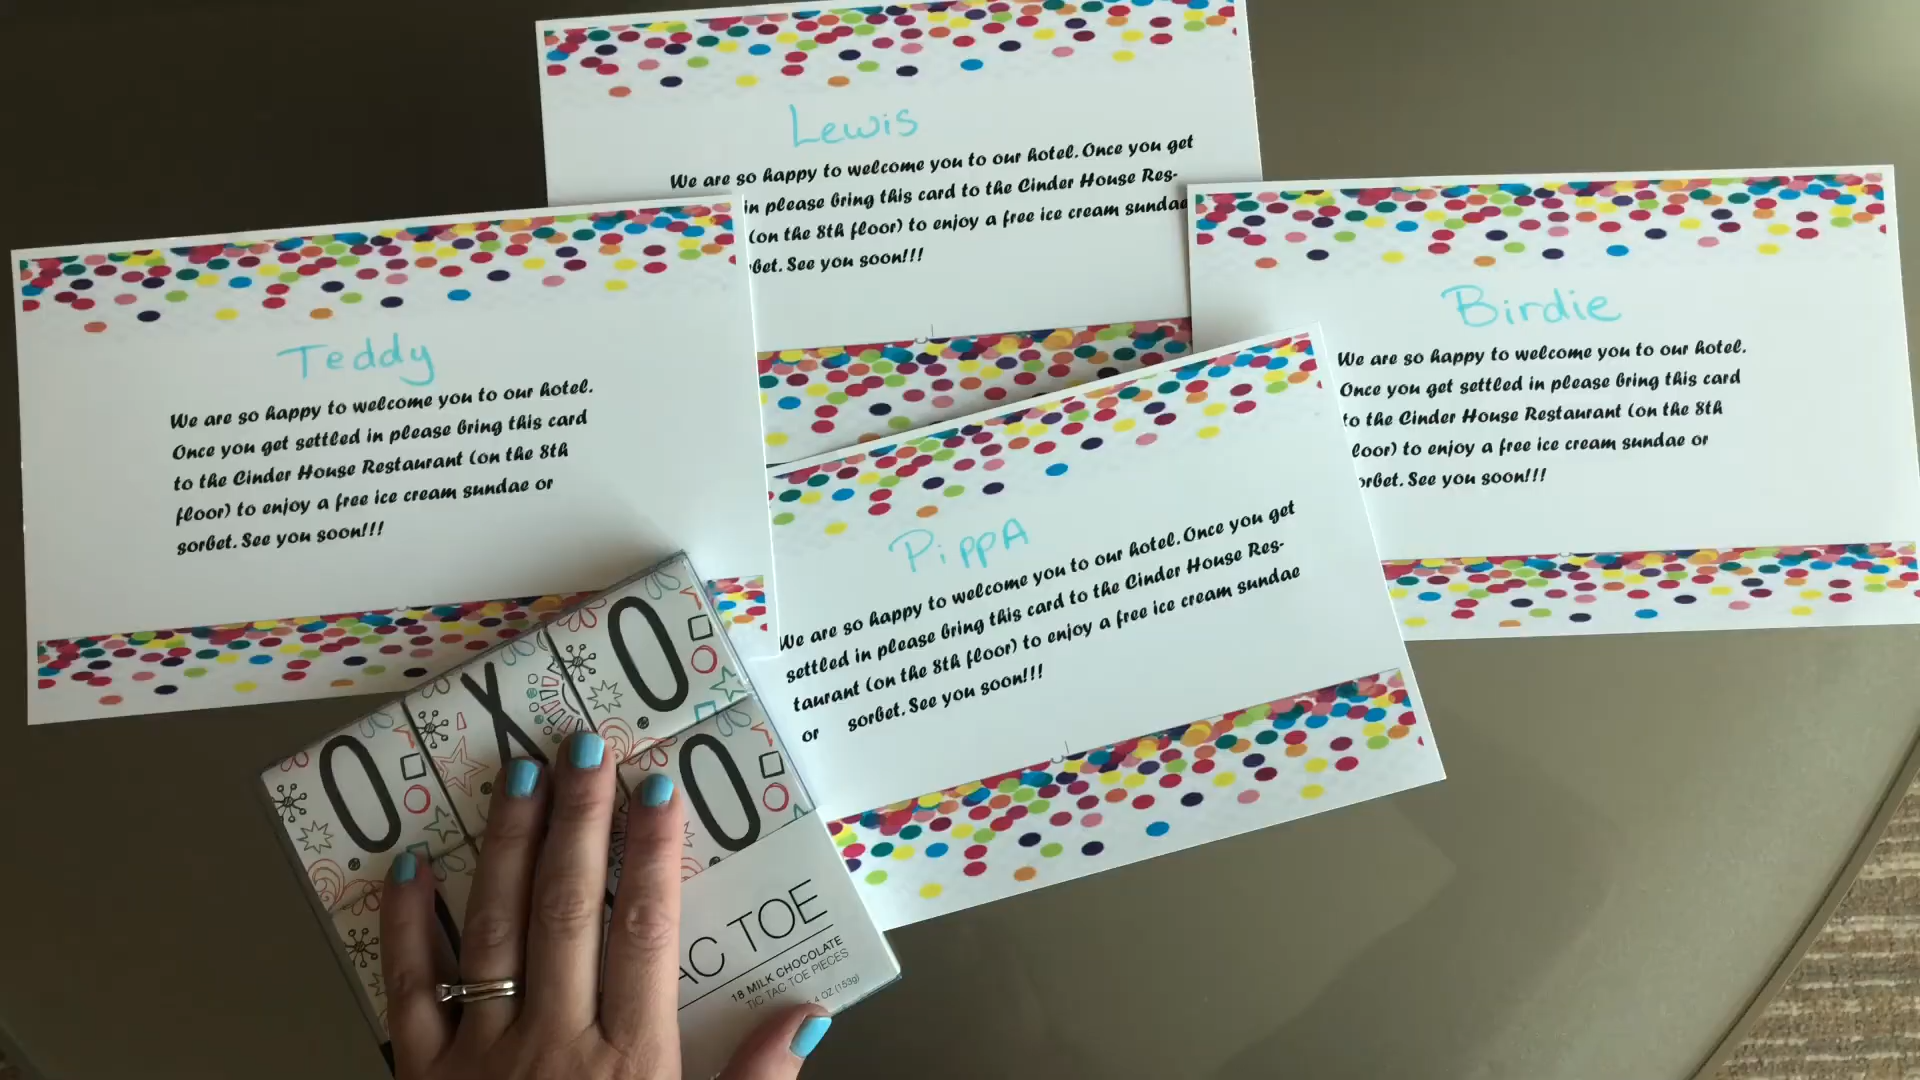 Lewis
We are so happy to welcome you to our hotel. Once you get
in please bring this card to the Cinder House Res-
(on the 8th floor) to enjoy a free ice cream sundae
See you soon!!!
Teddy
We are so happy to welcome you to our hotel.
Once you get settled in please bring this card
to the Cinder House Restaurant (on the 8th
floor) to enjoy a free ice cream sundae or
sorbet. See you soon!!!
Birdie
We are so happy to welcome you to our hotel.
Once you get settled in please bring this card
to the Cinder House Restaurant (on the 8th
floor) to enjoy a free ice cream sundae or
sorbet. See you soon!!!
PippA
We are so happy to welcome you to our hotel. Once you get
settled in please bring this card to the Cinder House Res-
taurant (on the 8th floor) to enjoy a free ice cream sundae
or sorbet. See you soon!!!
O X O
O
TOE
18 MILK CHOCOLATE
TIC TAC TOE PIECES
OZ (153g)